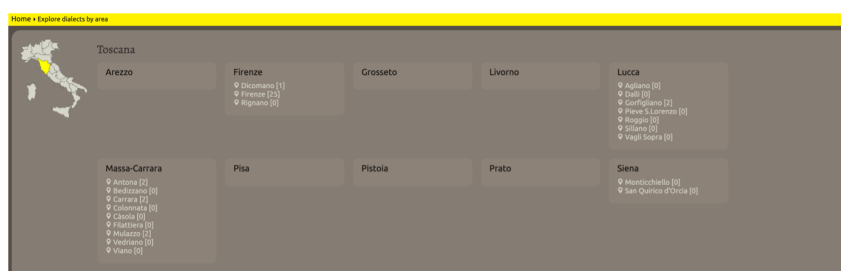 Home › Explore dialects by area
Toscana
Arezzo
Firenze
Dicomano [1]
Firenze [25]
Rignano [0]
Grosseto
Livorno
Lucca
Agliano [0]
Dalli [0]
Gorfigliano [2]
Pieve S.Lorenzo [0]
Roggio [0]
Sillano [0]
Vagli Sopra [0]
Massa-Carrara
Antona [2]
Bedizzano [0]
Carrara [2]
Colonnata [0]
Càsola [0]
Filattiera [0]
Mulazzo [2]
Vedriano [0]
Viano [0]
Pisa
Pistoia
Prato
Siena
Monticchiello [0]
San Quirico d'Orcia [0]